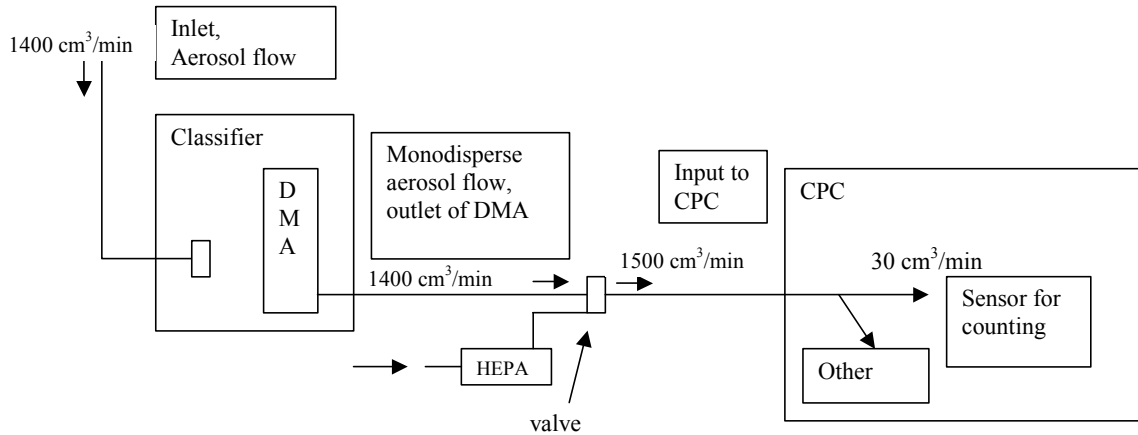 1400 cm³/min
Inlet,
Aerosol flow
Classifier
D
M
A
Monodisperse
aerosol flow,
outlet of DMA
Input to
CPC
CPC
1400 cm³/min
1500 cm³/min
30 cm³/min
Sensor for
counting
Other
HEPA
valve